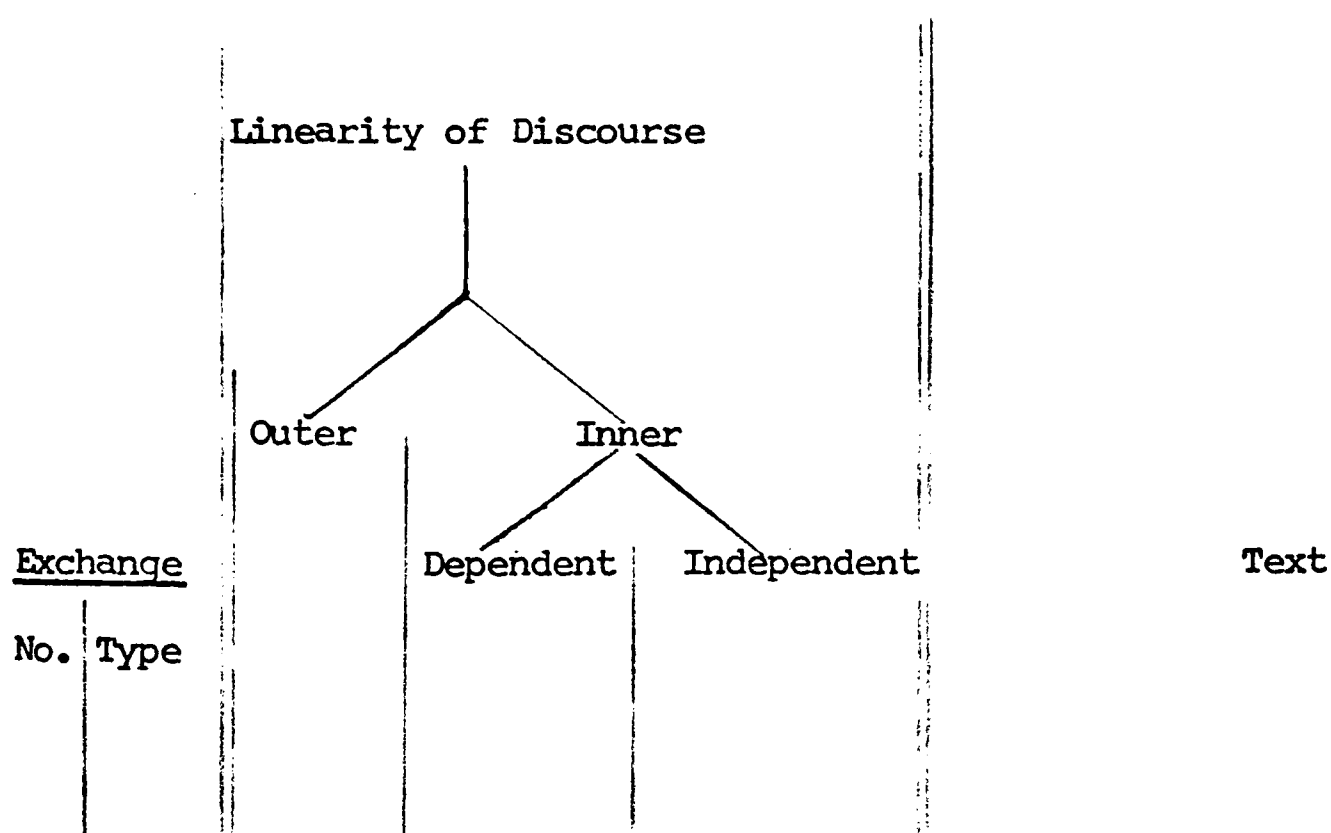 Linearity of Discourse
Outer Inner
Exchange Dependent Independent Text
No. Type